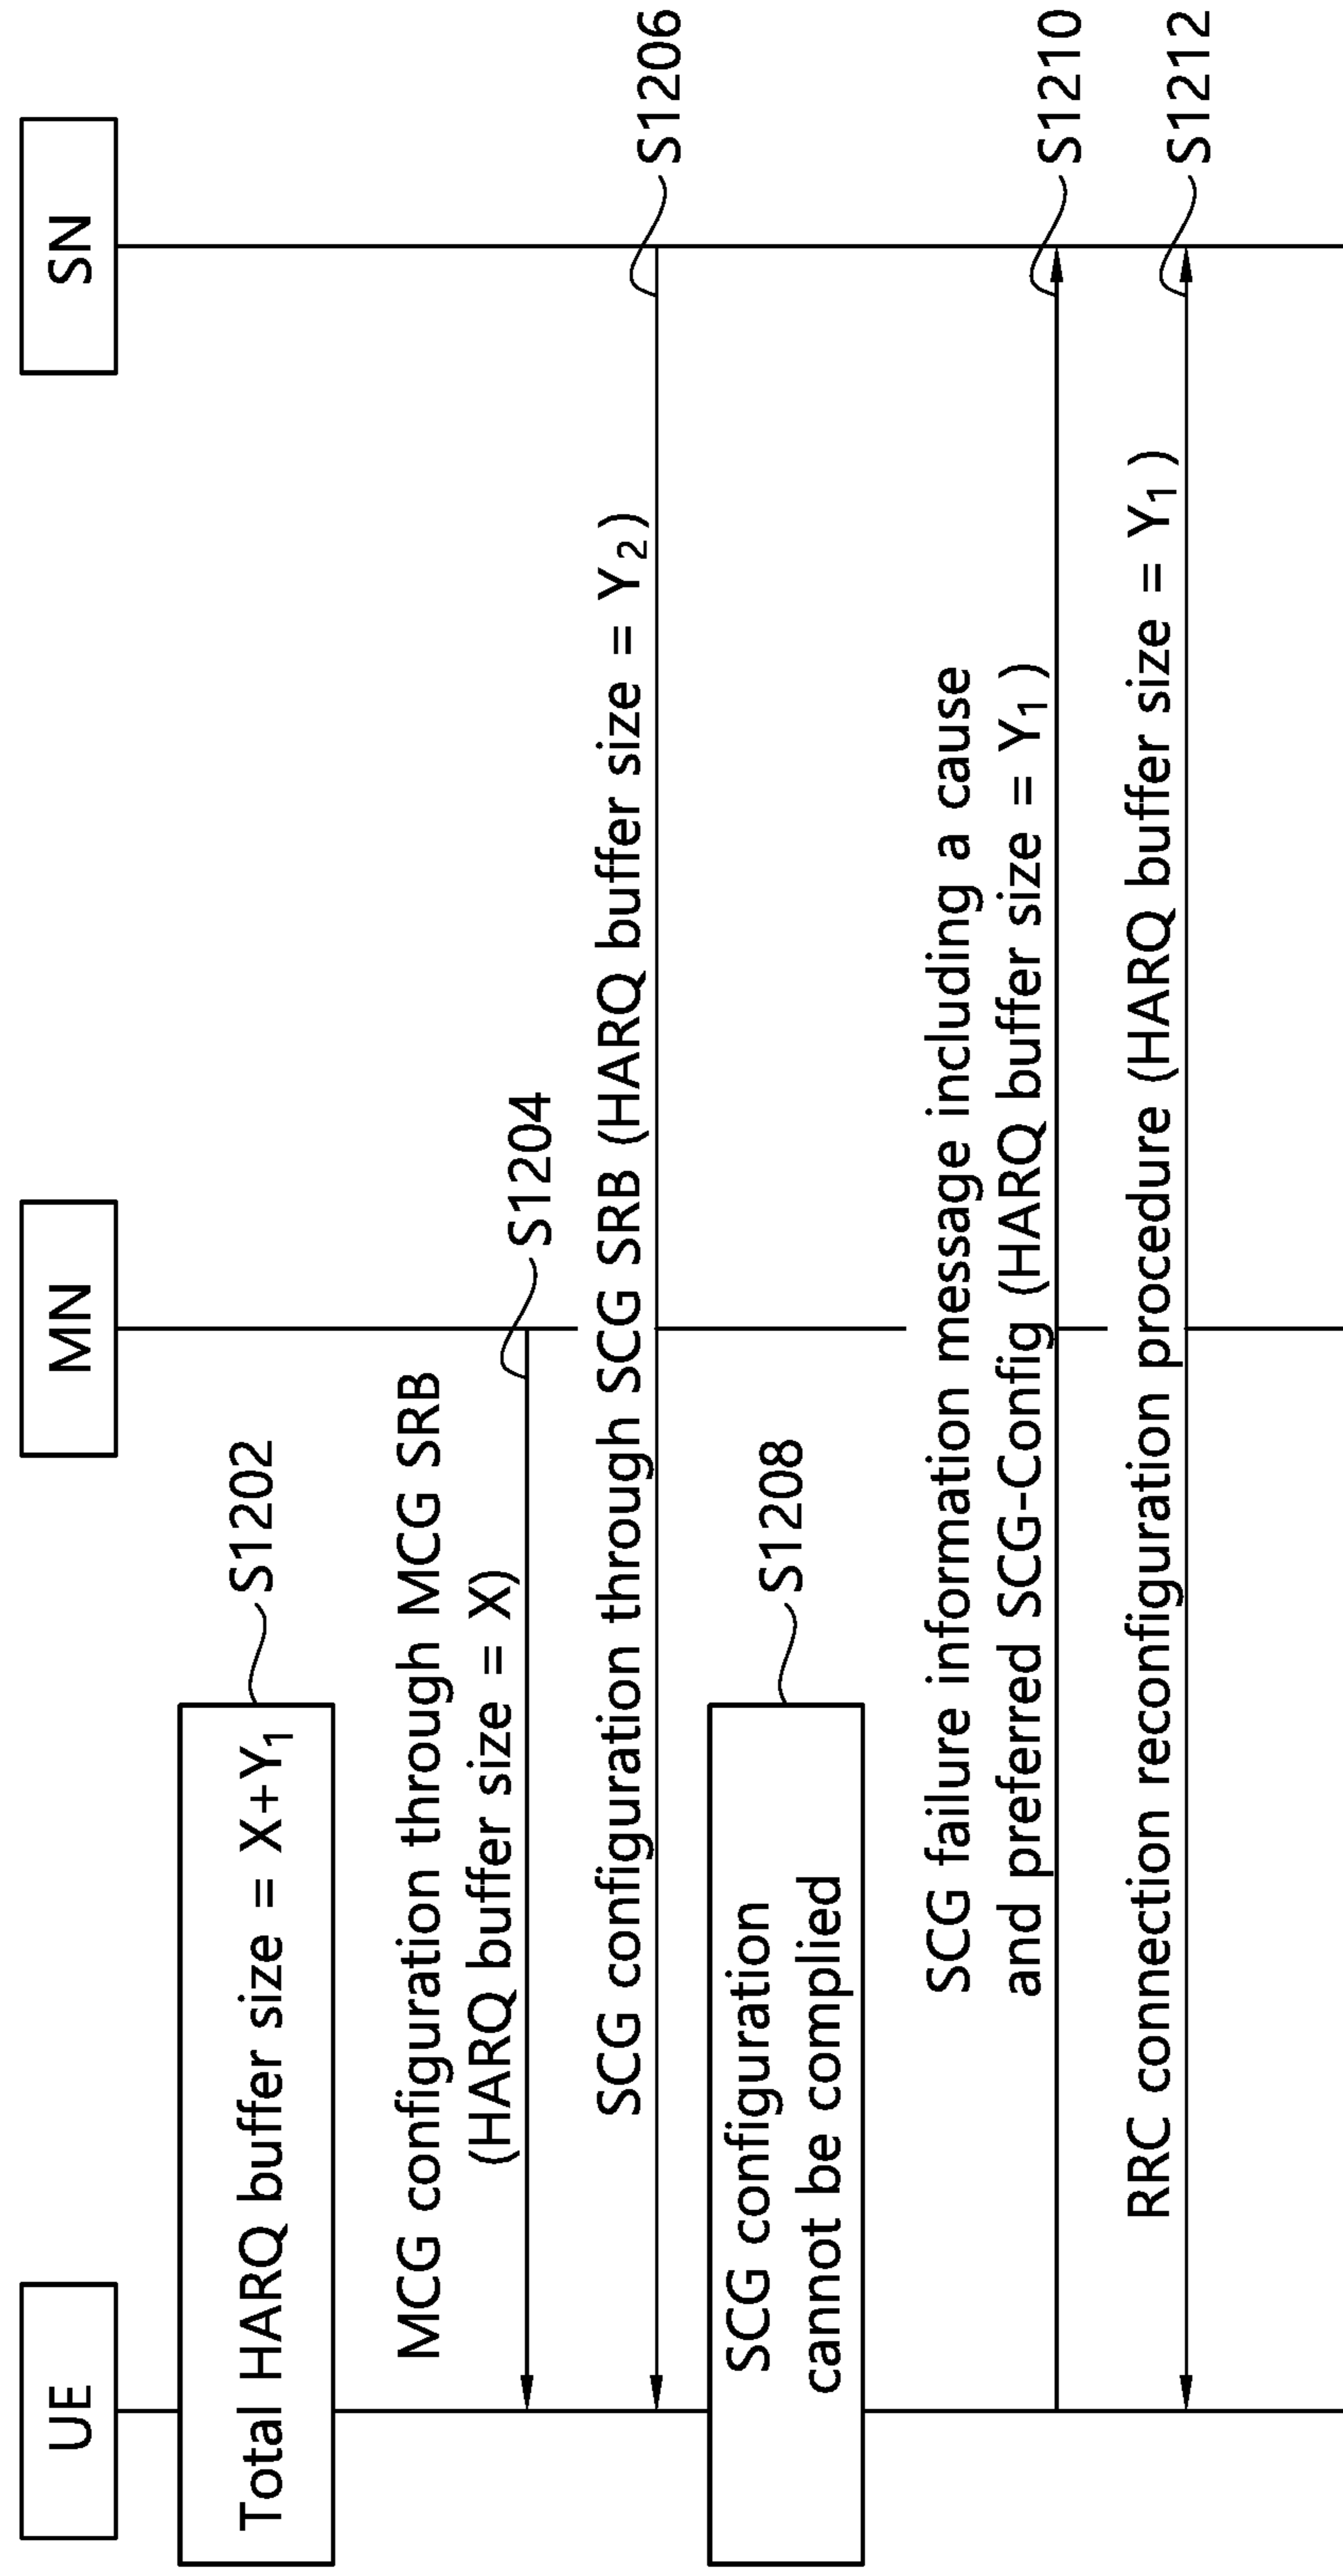 UE
MN
SN
Total HARQ buffer size = X+Y₁
S1202
MCG configuration through MCG SRB
(HARQ buffer size = X)
S1204
SCG configuration through SCG SRB (HARQ buffer size = Y₂)
S1206
SCG configuration
cannot be complied
S1208
SCG failure information message including a cause
and preferred SCG-Config (HARQ buffer size = Y₁)
S1210
RRC connection reconfiguration procedure (HARQ buffer size = Y₁)
S1212